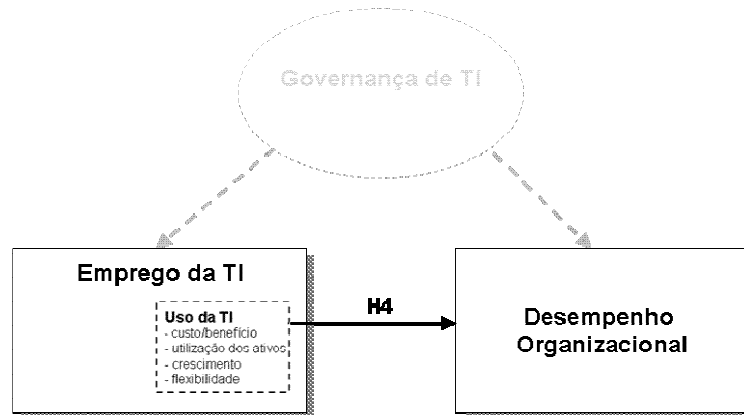 Governança de TI
Emprego da TI
Uso da TI
- custo/benefício
- utilização dos ativos
- crescimento
- flexibilidade
H4
Desempenho
Organizacional